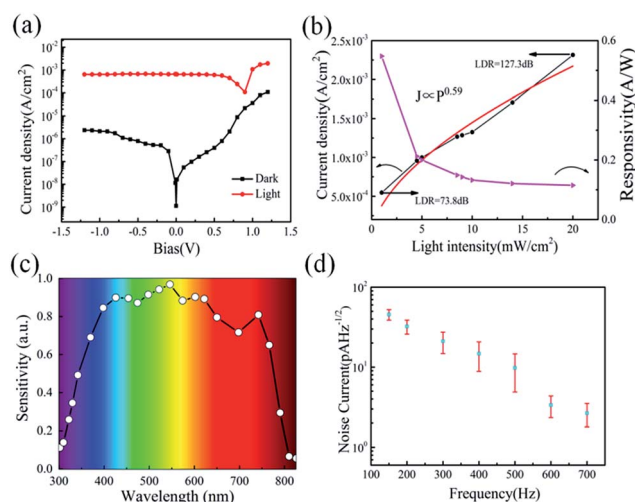 (a)
Current density(A/cm²)
10⁻²
10⁻³
10⁻⁴
10⁻⁵
10⁻⁶
10⁻⁷
10⁻⁸
10⁻⁹
Dark
Light
-1.5 -1.0 -0.5 0.0 0.5 1.0 1.5
Bias(V)
(b)
Current density(A/cm²)
2.5x10⁻³
2.0x10⁻³
1.5x10⁻³
1.0x10⁻³
5.0x10⁻⁴
LDR=127.3dB
J∝P^0.59
LDR=73.8dB
0.6
0.4
0.2
0.0
Responsivity(A/W)
0 5 10 15 20
Light intensity(mW/cm²)
(c)
Sensitivity (a.u.)
1.0
0.8
0.6
0.4
0.2
0.0
300 400 500 600 700 800
Wavelength (nm)
(d)
Noise Current(pAHz⁻¹/²)
10²
10¹
10⁰
100 200 300 400 500 600 700 800
Frequency(Hz)